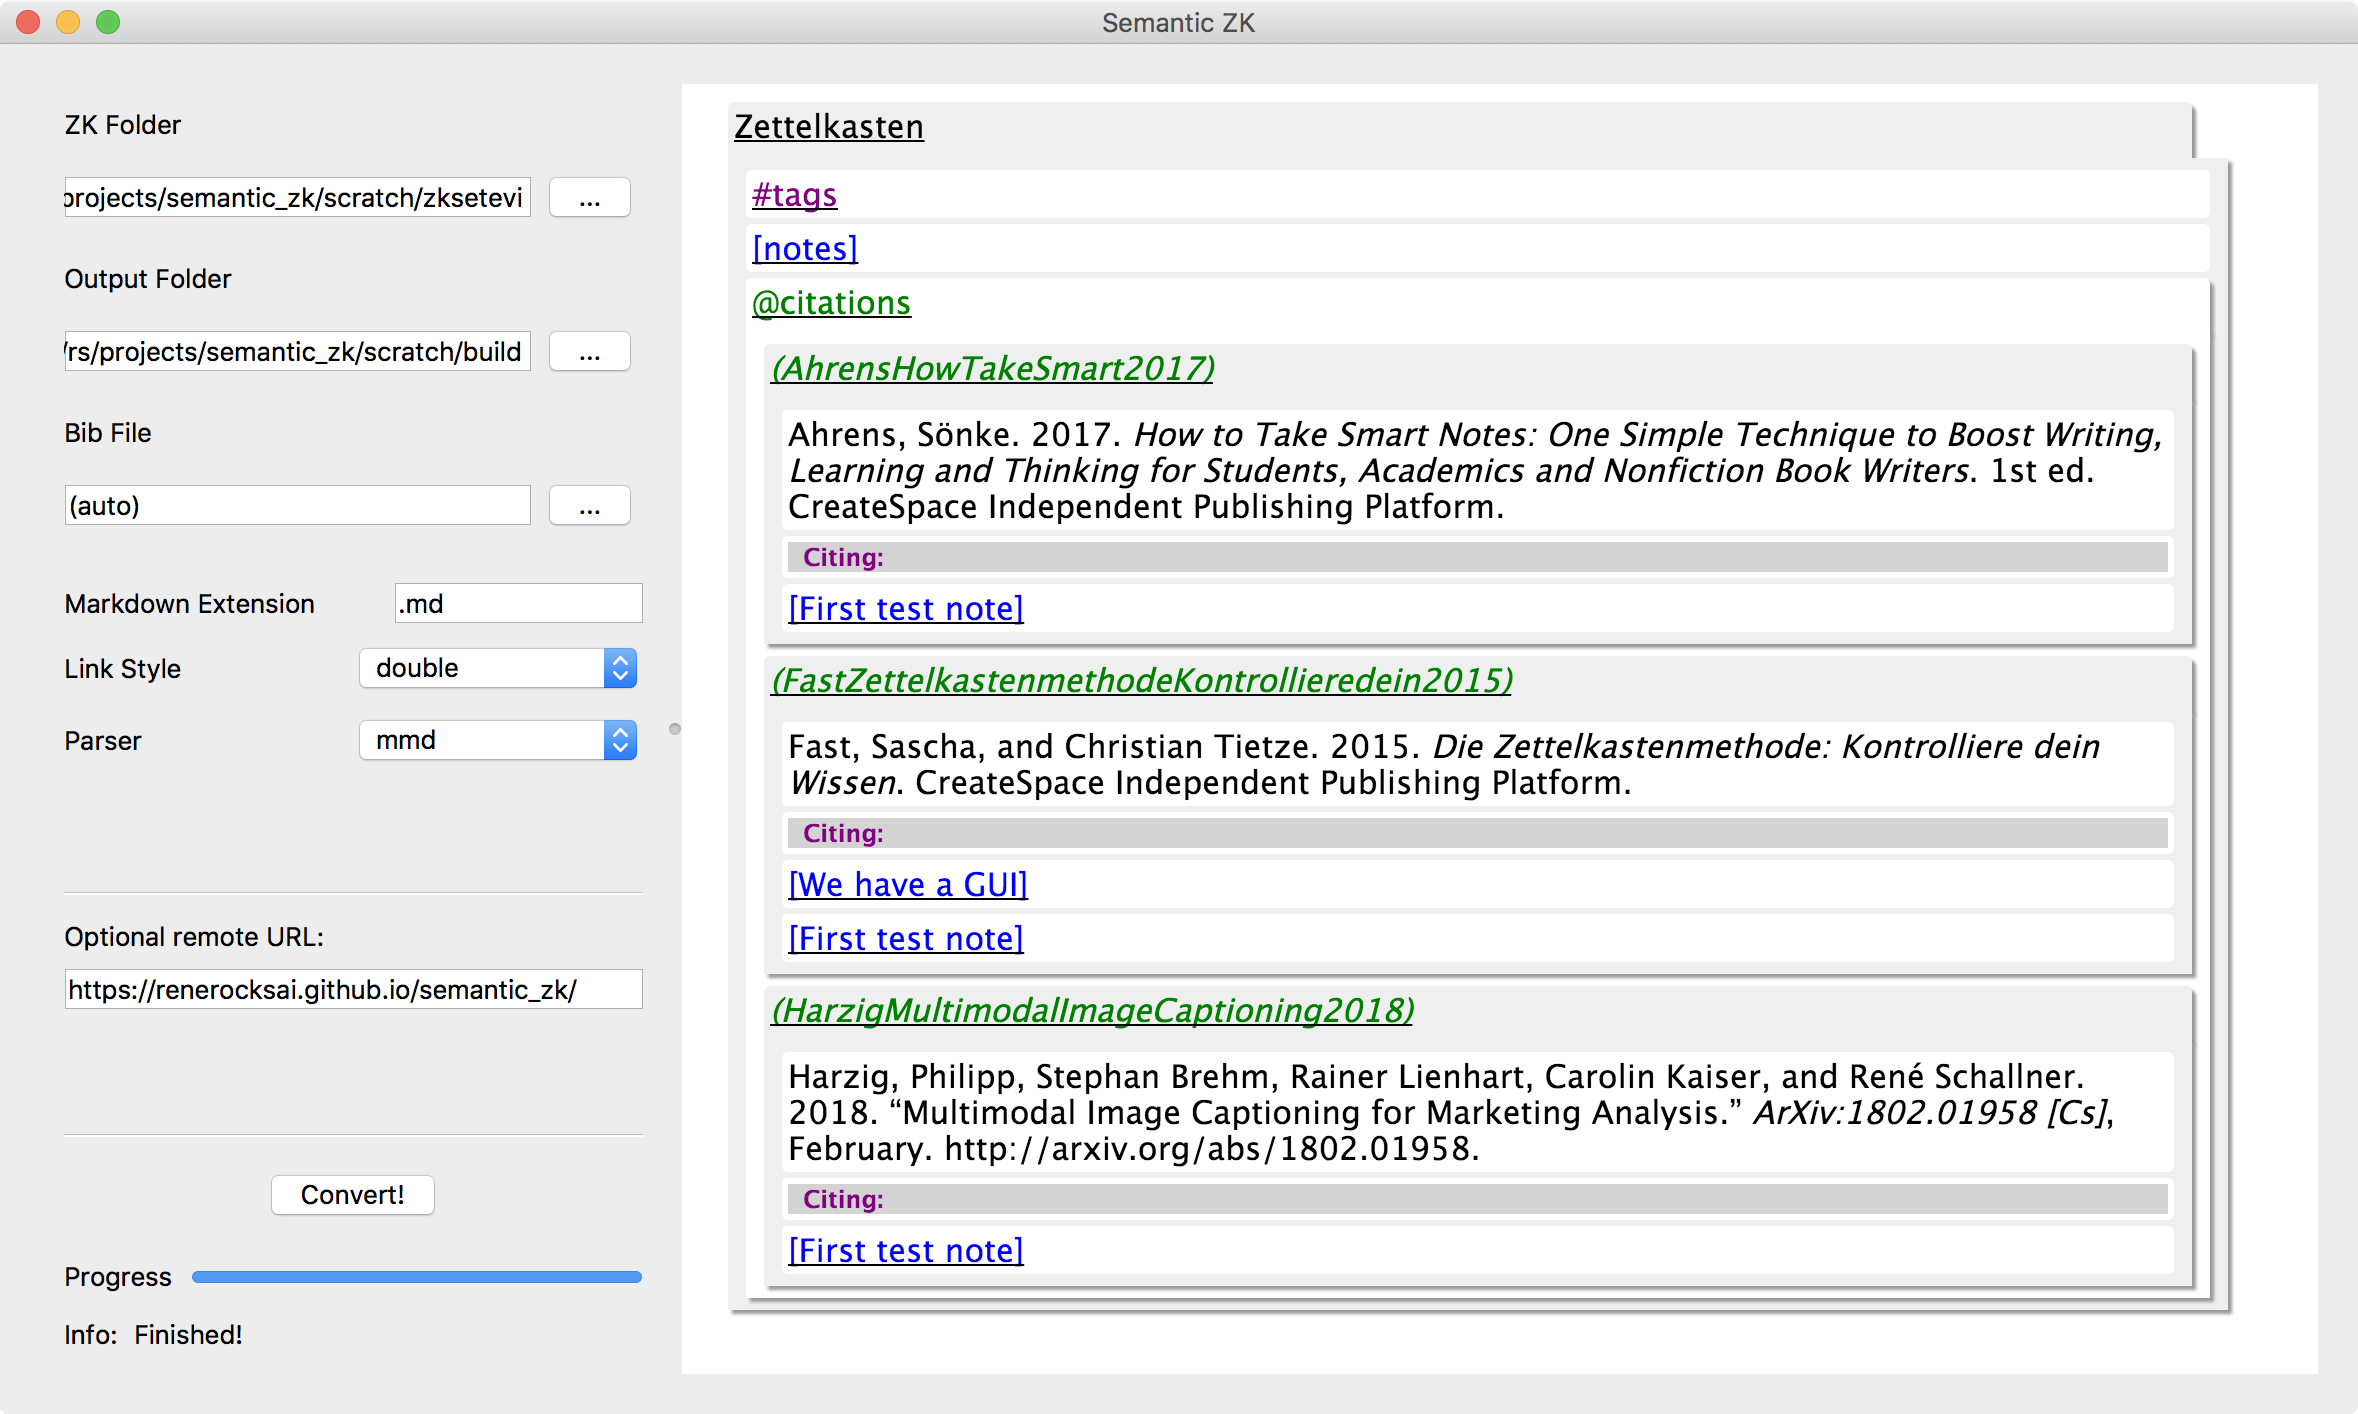 Semantic ZK
ZK Folder
projects/semantic_zk/scratch/zksetevi
...
Output Folder
/rs/projects/semantic_zk/scratch/build
...
Bib File
(auto)
...
Markdown Extension
.md
Link Style
double
Parser
mmd
Optional remote URL:
https://renerocksai.github.io/semantic_zk/
Convert!
Progress
Info: Finished!
Zettelkasten
#tags
[notes]
@citations
(AhrensHowTakeSmart2017)
Ahrens, Sönke. 2017. How to Take Smart Notes: One Simple Technique to Boost Writing,
Learning and Thinking for Students, Academics and Nonfiction Book Writers. 1st ed.
CreateSpace Independent Publishing Platform.
Citing:
[First test note]
(FastZettelkastenmethodeKontrollieredein2015)
Fast, Sascha, and Christian Tietze. 2015. Die Zettelkastenmethode: Kontrolliere dein
Wissen. CreateSpace Independent Publishing Platform.
Citing:
[We have a GUI]
[First test note]
(HarzigMultimodalImageCaptioning2018)
Harzig, Philipp, Stephan Brehm, Rainer Lienhart, Carolin Kaiser, and René Schallner.
2018. “Multimodal Image Captioning for Marketing Analysis.” ArXiv:1802.01958 [Cs],
February. http://arxiv.org/abs/1802.01958.
Citing:
[First test note]